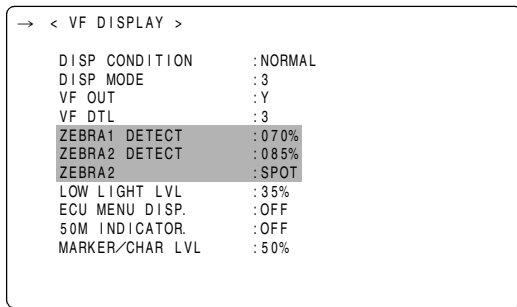 → < VF DISPLAY >
DISP CONDITION :NORMAL
DISP MODE :3
VF OUT :Y
VF DTL :3
ZEBRA1 DETECT :070%
ZEBRA2 DETECT :085%
ZEBRA2 :SPOT
LOW LIGHT LVL :35%
ECU MENU DISP. :OFF
50M INDICATOR. :OFF
MARKER/CHAR LVL :50%